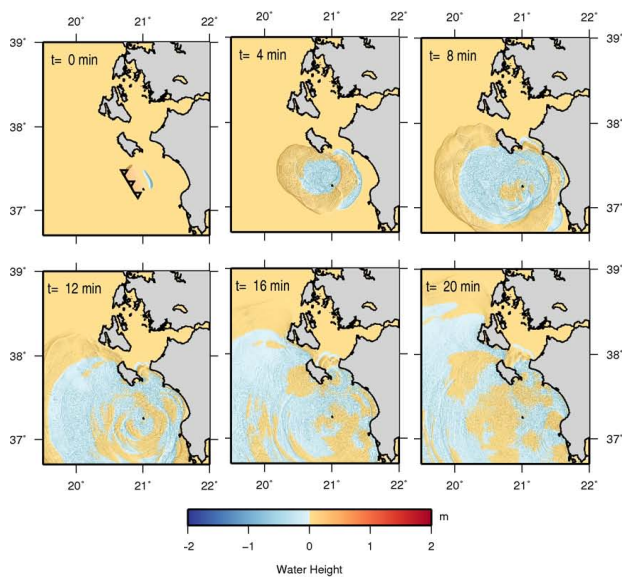 20° 21° 22° 20° 21° 22° 20° 21° 22°
39° 39°
t= 0 min t= 4 min t= 8 min
38° 38°
37° 37°
39° 39°
t= 12 min t= 16 min t= 20 min
38° 38°
37° 37°
20° 21° 22° 20° 21° 22° 20° 21° 22°
m
−2 −1 0 1 2
Water Height